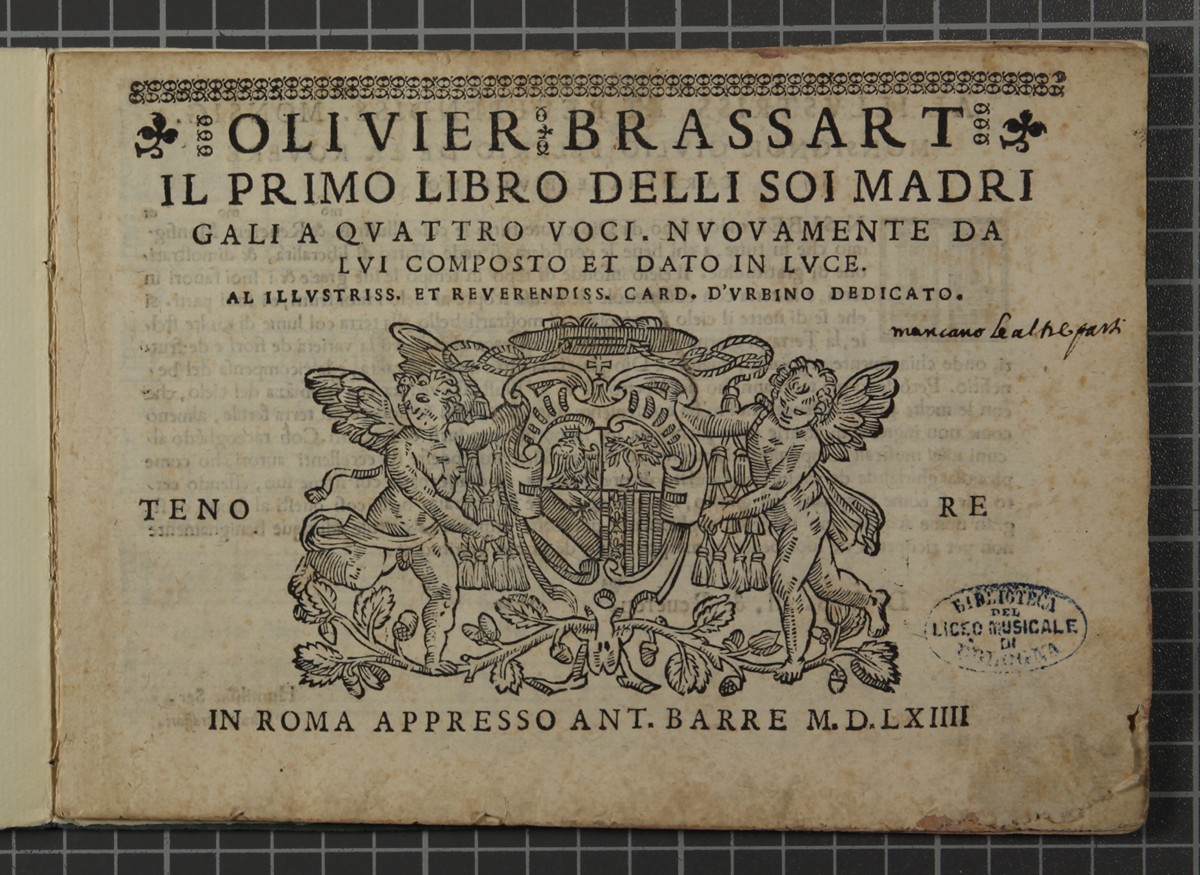 OLIVIER BRASSART
IL PRIMO LIBRO DELLI SOI MADRI
GALI A QVATTRO VOCI. NVOVAMENTE DA
LVI COMPOSTO ET DATO IN LVCE.
AL ILLVSTRISS. ET REVERENDISS. CARD. D'VRBINO DEDICATO.
mancano le altre parti
TENO RE
BIBLIOTECA
DEL
LICEO MUSICALE
DI
BOLOGNA
IN ROMA APPRESSO ANT. BARRE M. D. LXIIII